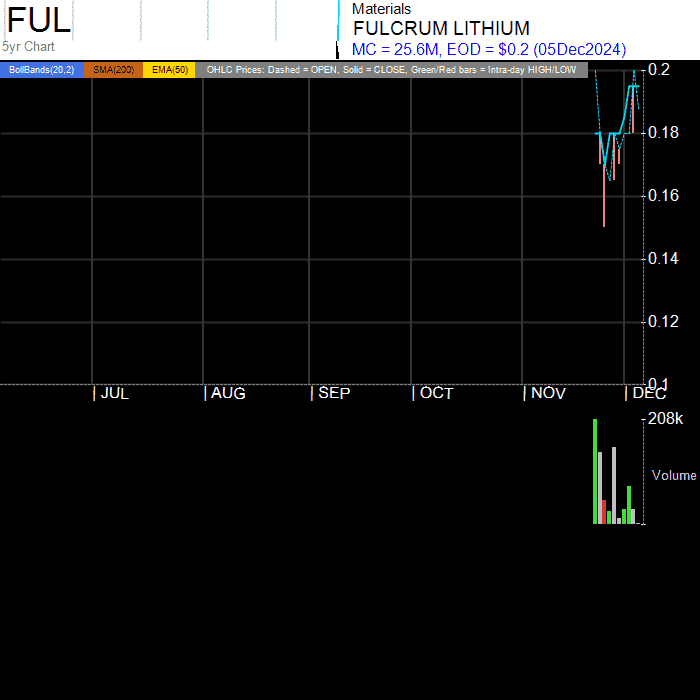 FUL
5yr Chart
Materials
FULCRUM LITHIUM
MC = 25.6M, EOD = $0.2 (05Dec2024)
BollBands(20,2) SMA(200) EMA(50) OHLC Prices: Dashed = OPEN, Solid = CLOSE, Green/Red bars = Intra-day HIGH/LOW
0.2
0.18
0.16
0.14
0.12
0.1
JUL AUG SEP OCT NOV DEC
208k
Volume